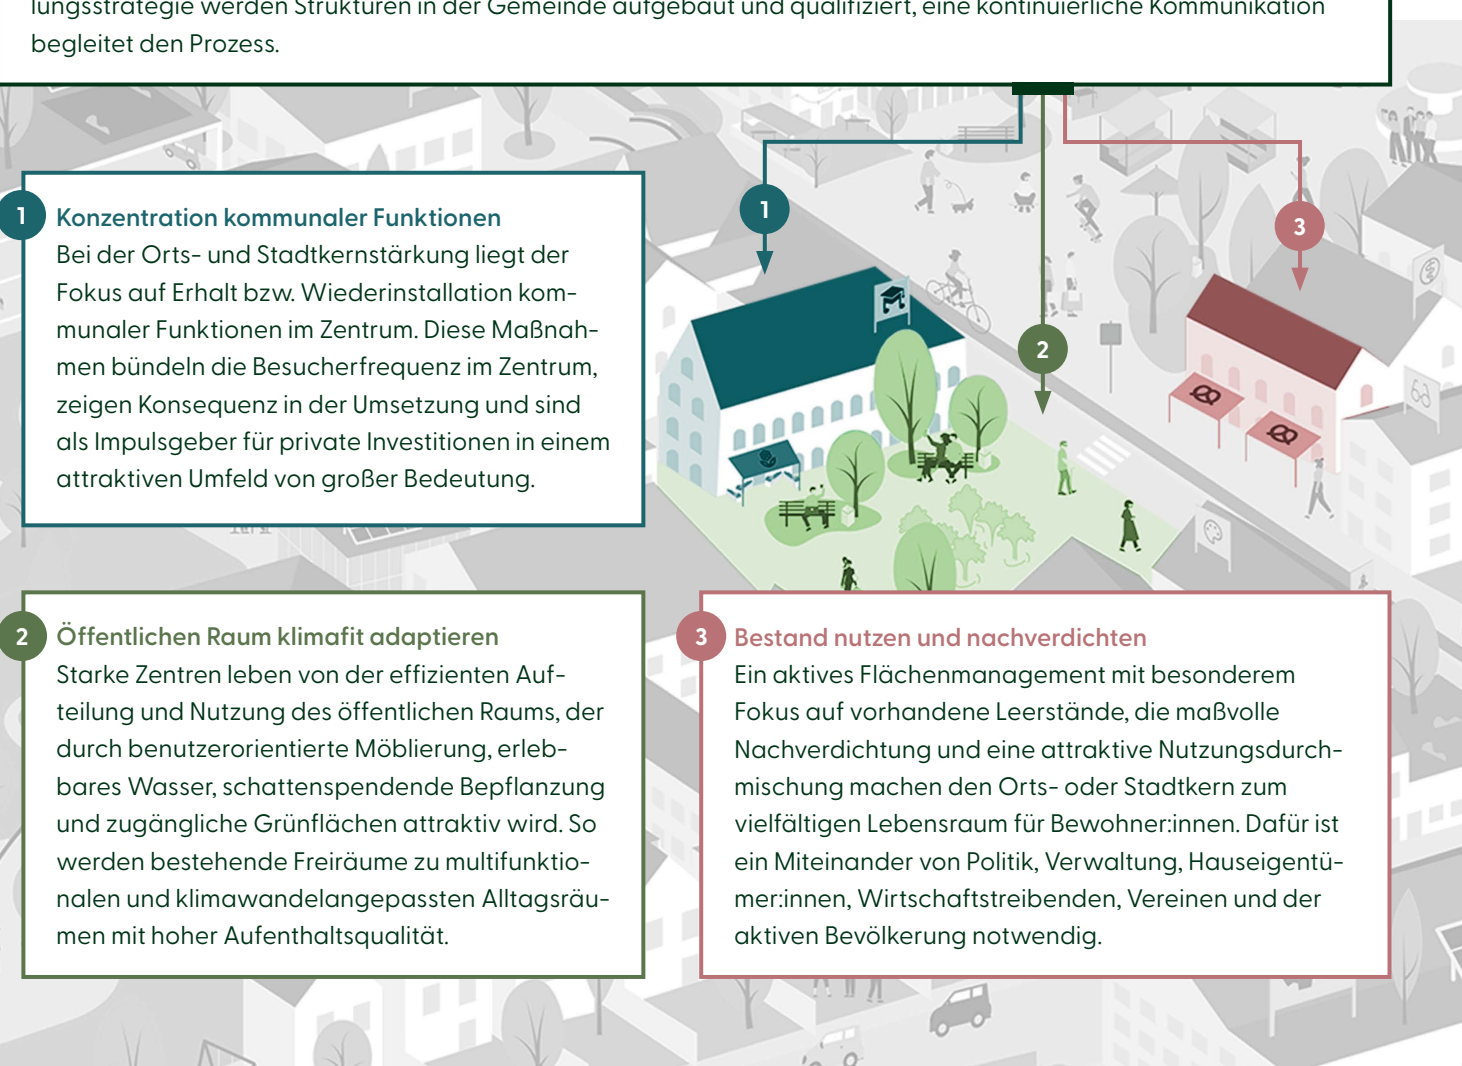 lungsstrategie werden Strukturen in der Gemeinde aufgebaut und qualifiziert, eine kontinuierliche Kommunikation
begleitet den Prozess.
1
3
2
1 Konzentration kommunaler Funktionen
Bei der Orts- und Stadtkernstärkung liegt der
Fokus auf Erhalt bzw. Wiederinstallation kom-
munaler Funktionen im Zentrum. Diese Maßnah-
men bündeln die Besucherfrequenz im Zentrum,
zeigen Konsequenz in der Umsetzung und sind
als Impulsgeber für private Investitionen in einem
attraktiven Umfeld von großer Bedeutung.
2 Öffentlichen Raum klimafit adaptieren
Starke Zentren leben von der effizienten Auf-
teilung und Nutzung des öffentlichen Raums, der
durch benutzerorientierte Möblierung, erleb-
bares Wasser, schattenspendende Bepflanzung
und zugängliche Grünflächen attraktiv wird. So
werden bestehende Freiräume zu multifunktio-
nalen und klimawandelangepassten Alltagsräu-
men mit hoher Aufenthaltsqualität.
3 Bestand nutzen und nachverdichten
Ein aktives Flächenmanagement mit besonderem
Fokus auf vorhandene Leerstände, die maßvolle
Nachverdichtung und eine attraktive Nutzungsdurch-
mischung machen den Orts- oder Stadtkern zum
vielfältigen Lebensraum für Bewohner:innen. Dafür ist
ein Miteinander von Politik, Verwaltung, Hauseigentü-
mer:innen, Wirtschaftstreibenden, Vereinen und der
aktiven Bevölkerung notwendig.